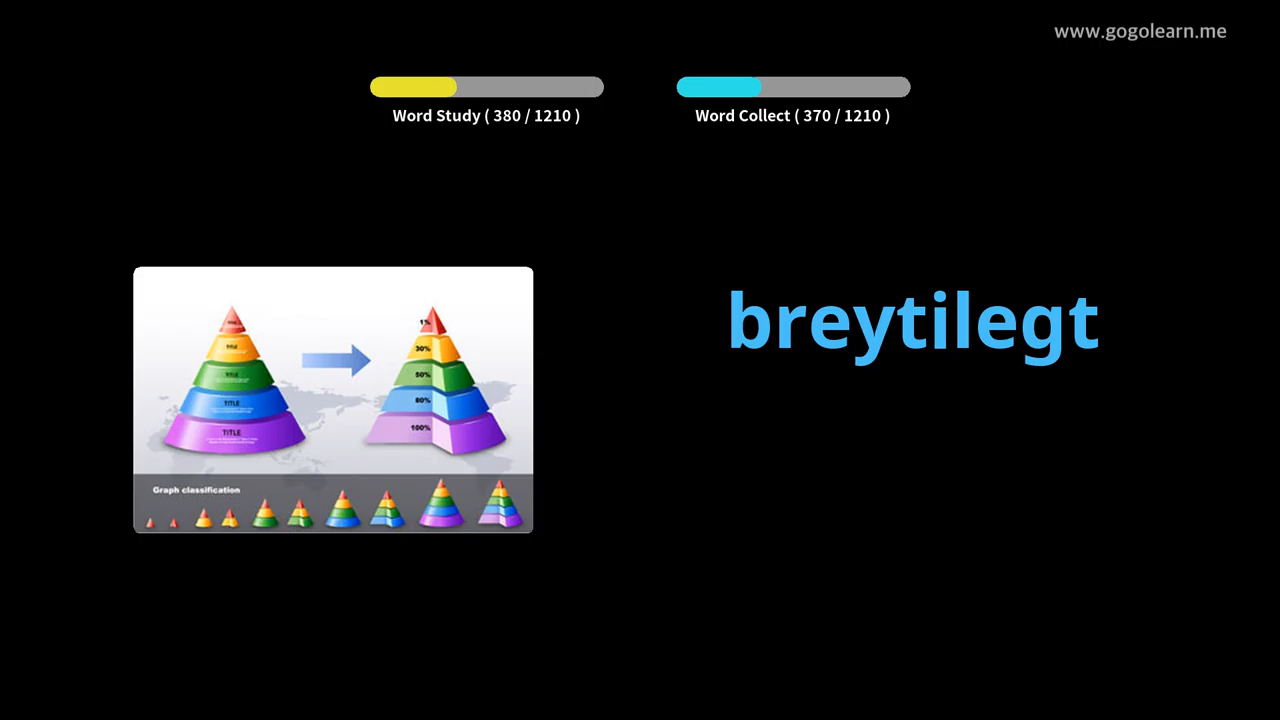 www.gogolearn.me
Word Study ( 380 / 1210 )
Word Collect ( 370 / 1210 )
breytilegt
TITLE
TITLE
TITLE
TITLE
1%
30%
50%
80%
100%
Graph classification